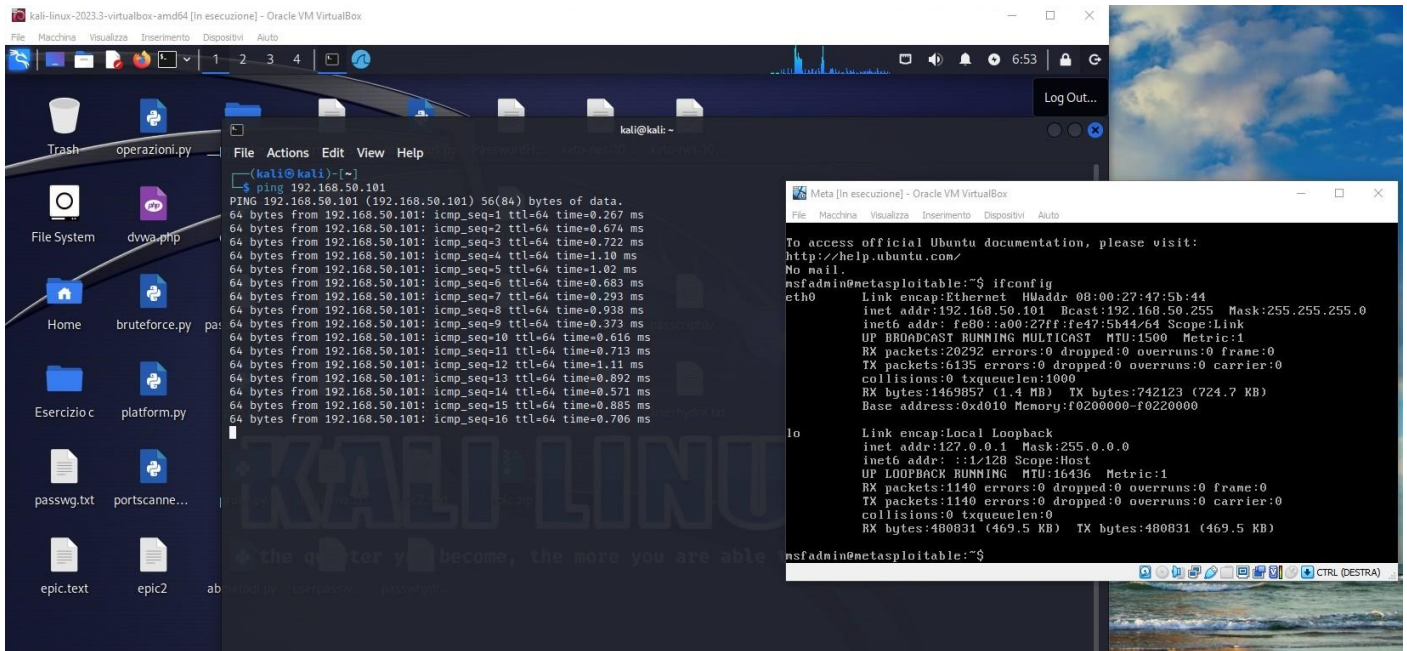 kali-linux-2023.3-virtualbox-amd64 [In esecuzione] - Oracle VM VirtualBox
File Macchina Visualizza Inserimento Dispositivi Aiuto
1 2 3 4
6:53
Log Out...
Trash
operazioni.py
File System
dvwa.php
Home
bruteforce.py
Esercizio c
platform.py
passwg.txt
portscanne...
epic.text
epic2
kali@kali: ~
File Actions Edit View Help
(kali㉿kali)-[~]
$ ping 192.168.50.101
PING 192.168.50.101 (192.168.50.101) 56(84) bytes of data.
64 bytes from 192.168.50.101: icmp_seq=1 ttl=64 time=0.267 ms
64 bytes from 192.168.50.101: icmp_seq=2 ttl=64 time=0.674 ms
64 bytes from 192.168.50.101: icmp_seq=3 ttl=64 time=0.722 ms
64 bytes from 192.168.50.101: icmp_seq=4 ttl=64 time=1.10 ms
64 bytes from 192.168.50.101: icmp_seq=5 ttl=64 time=1.02 ms
64 bytes from 192.168.50.101: icmp_seq=6 ttl=64 time=0.683 ms
64 bytes from 192.168.50.101: icmp_seq=7 ttl=64 time=0.293 ms
64 bytes from 192.168.50.101: icmp_seq=8 ttl=64 time=0.938 ms
64 bytes from 192.168.50.101: icmp_seq=9 ttl=64 time=0.373 ms
64 bytes from 192.168.50.101: icmp_seq=10 ttl=64 time=0.616 ms
64 bytes from 192.168.50.101: icmp_seq=11 ttl=64 time=0.713 ms
64 bytes from 192.168.50.101: icmp_seq=12 ttl=64 time=1.11 ms
64 bytes from 192.168.50.101: icmp_seq=13 ttl=64 time=0.892 ms
64 bytes from 192.168.50.101: icmp_seq=14 ttl=64 time=0.571 ms
64 bytes from 192.168.50.101: icmp_seq=15 ttl=64 time=0.885 ms
64 bytes from 192.168.50.101: icmp_seq=16 ttl=64 time=0.706 ms
KALI LINU
become, the more you are able
Meta [In esecuzione] - Oracle VM VirtualBox
File Macchina Visualizza Inserimento Dispositivi Aiuto
To access official Ubuntu documentation, please visit:
http://help.ubuntu.com/
No mail.
msfadmin@metasploitable:~$ ifconfig
eth0 Link encap:Ethernet HWaddr 08:00:27:47:5b:44
inet addr:192.168.50.101 Bcast:192.168.50.255 Mask:255.255.255.0
inet6 addr: fe80::a00:27ff:fe47:5b44/64 Scope:Link
UP BROADCAST RUNNING MULTICAST MTU:1500 Metric:1
RX packets:20292 errors:0 dropped:0 overruns:0 frame:0
TX packets:6135 errors:0 dropped:0 overruns:0 carrier:0
collisions:0 txqueuelen:1000
RX bytes:1469857 (1.4 MB) TX bytes:742123 (724.7 KB)
Base address:0xd010 Memory:f0200000-f0220000
lo Link encap:Local Loopback
inet addr:127.0.0.1 Mask:255.0.0.0
inet6 addr: ::1/128 Scope:Host
UP LOOPBACK RUNNING MTU:16436 Metric:1
RX packets:1140 errors:0 dropped:0 overruns:0 frame:0
TX packets:1140 errors:0 dropped:0 overruns:0 carrier:0
collisions:0 txqueuelen:0
RX bytes:480831 (469.5 KB) TX bytes:480831 (469.5 KB)
msfadmin@metasploitable:~$
CTRL (DESTRA)